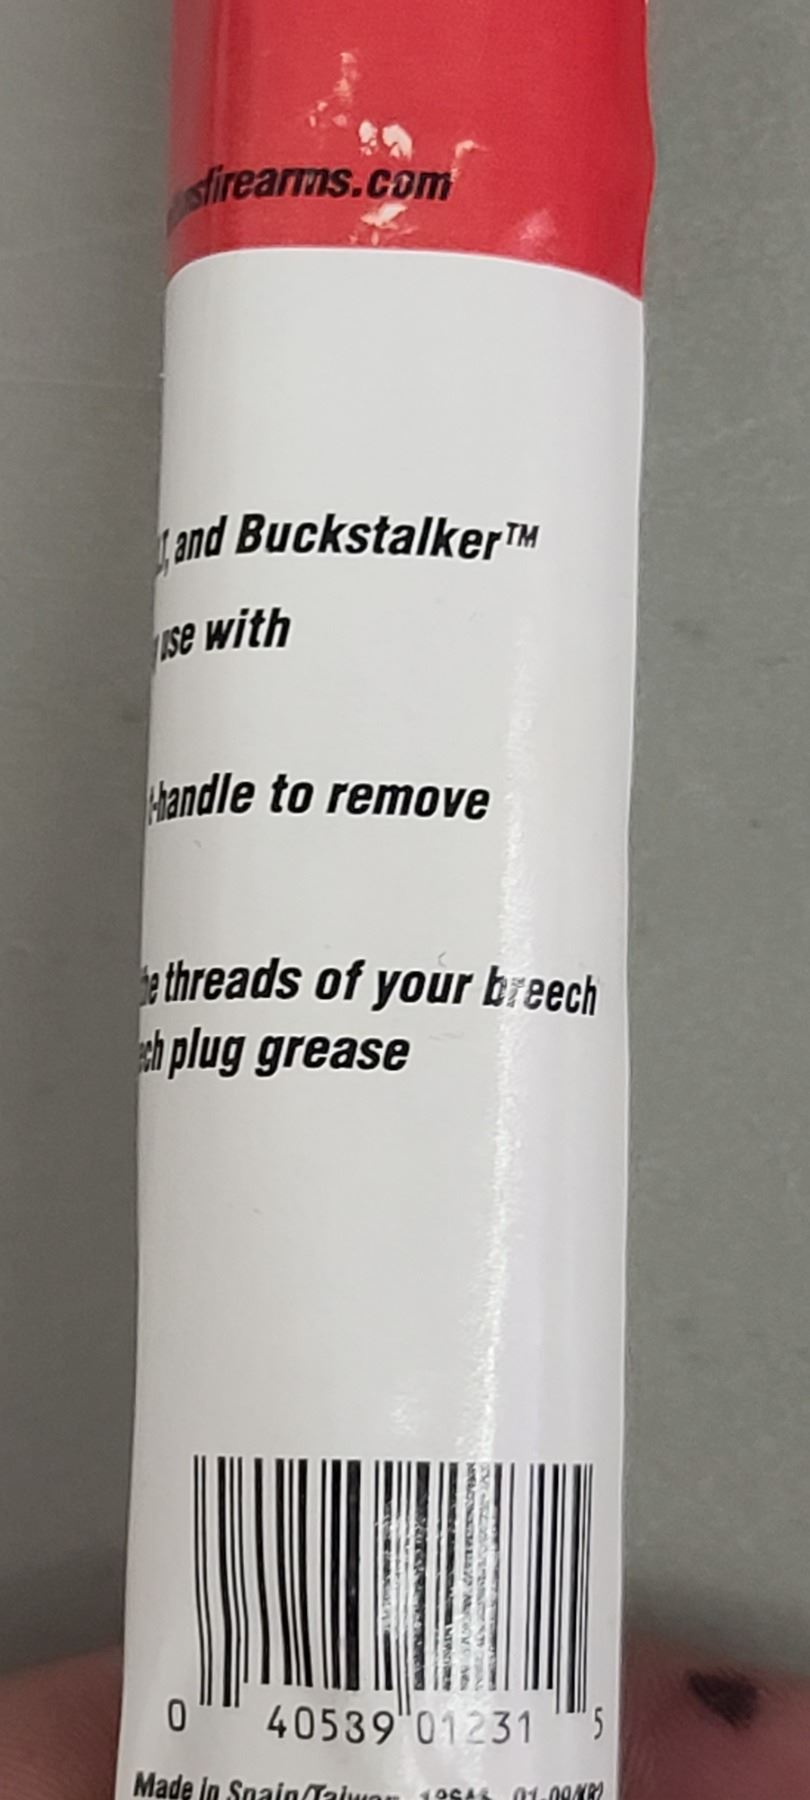 firearms.com
and Buckstalker™
use with
t-handle to remove
threads of your breech
plug grease
0 40539 01231 5
Made in Spain/Taiwan